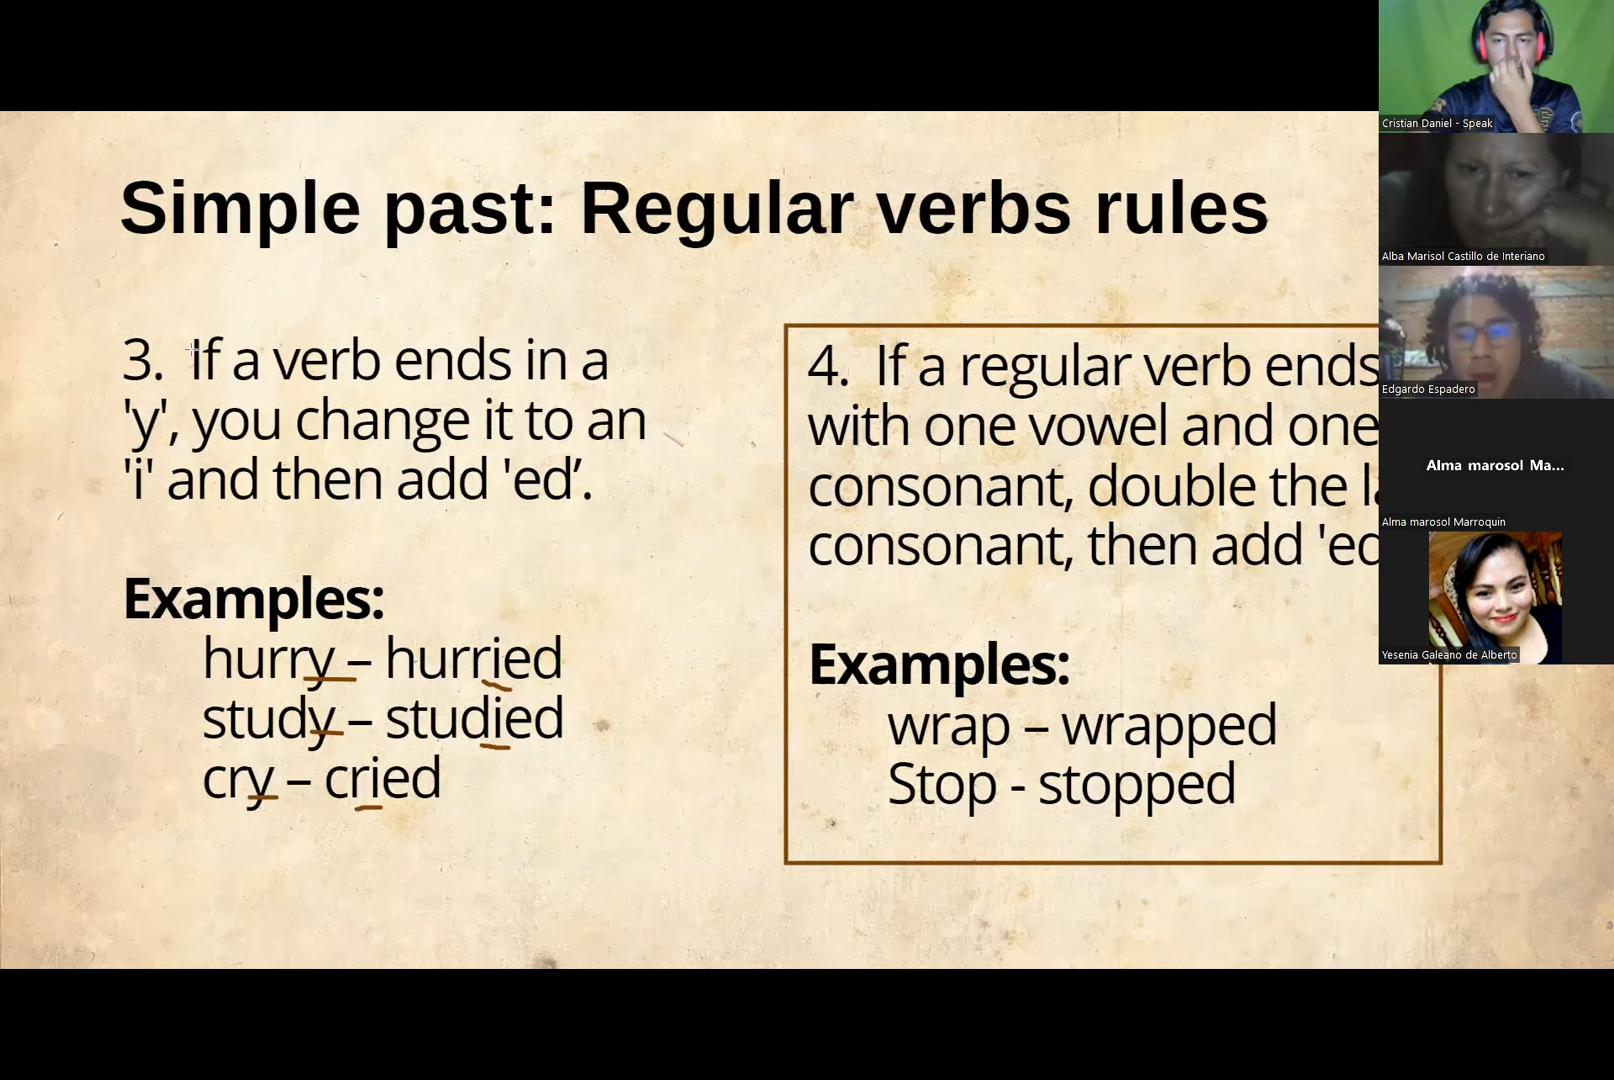 Simple past: Regular verbs rules
3. If a verb ends in a
'y', you change it to an
'i' and then add 'ed’.
Examples:
hurry – hurried
study – studied
cry – cried
4. If a regular verb ends
with one vowel and one
consonant, double the
consonant, then add 'ed
Examples:
wrap – wrapped
Stop - stopped
Cristian Daniel - Speak
Alba Marisol Castillo de Interiano
Edgardo Espadero
Alma marosol Ma...
Alma marosol Marroquin
Yesenia Galeano de Alberto